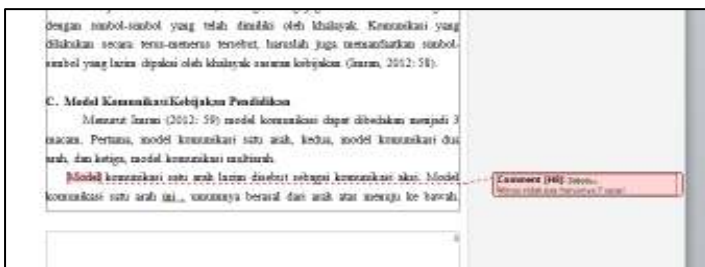 dengan simbol-simbol yang telah dimiliki oleh khalayak. Komunikasi yang
dilakukan secara terus-menerus tersebut, haruslah juga memanfaatkan simbol-
simbol yang lazim dipakai oleh khalayak sasaran kebijakan. (Imran, 2012: 58).
C. Model Komunikasi Kebijakan Pendidikan
Menurut Imran (2012: 59) model komunikasi dapat dibedakan menjadi 3
macam. Pertama, model komunikasi satu arah, kedua, model komunikasi dua
arah, dan ketiga, model komunikasi multiarah.
Model komunikasi satu arah lazim disebut sebagai komunikasi aksi. Model
Comment [H8]:
komunikasi satu arah ini , umumnya berasal dari arah atas menuju ke bawah.